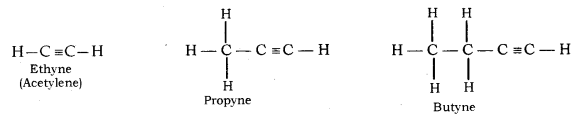 H H H
H—C≡C—H H—C—C≡C—H H—C—C—C≡C—H
Ethyne
(Acetylene)
H H H
Propyne Butyne